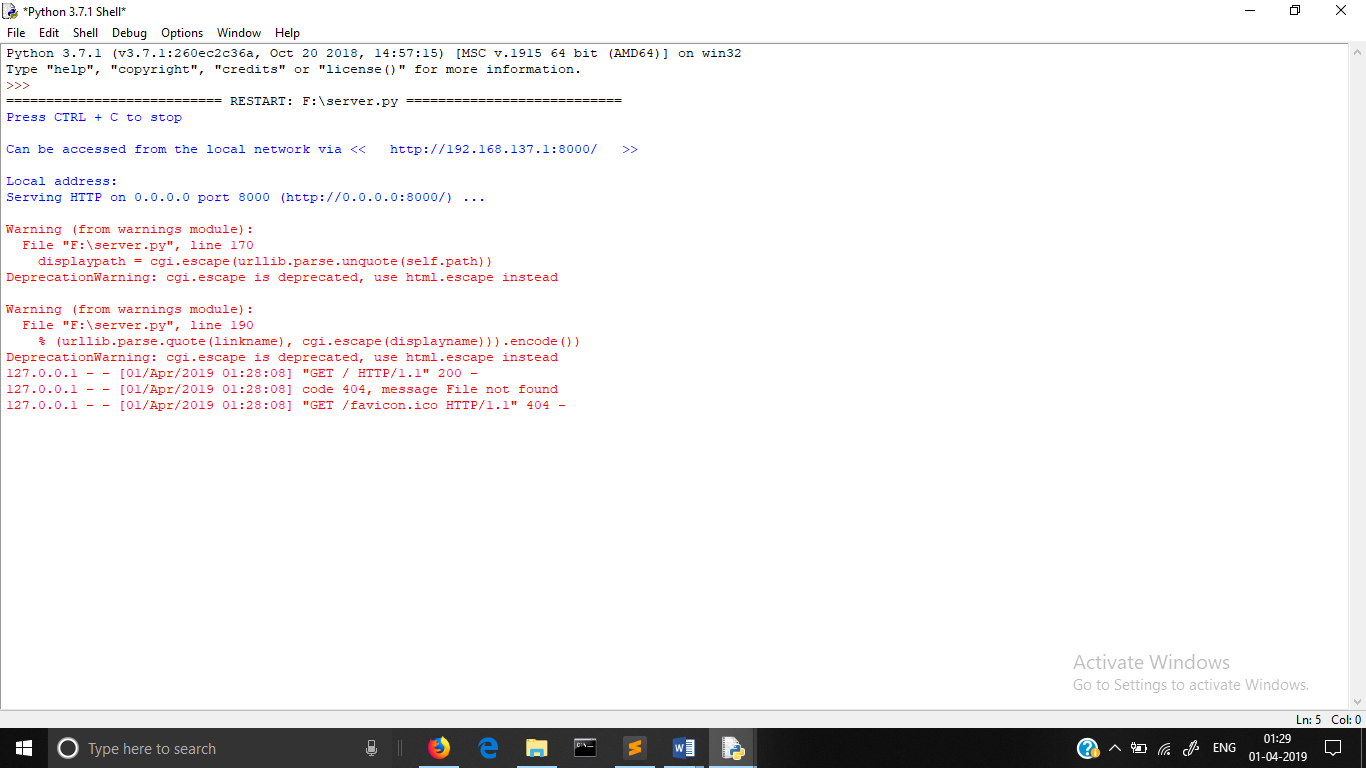 *Python 3.7.1 Shell*
File Edit Shell Debug Options Window Help
Python 3.7.1 (v3.7.1:260ec2c36a, Oct 20 2018, 14:57:15) [MSC v.1915 64 bit (AMD64)] on win32
Type "help", "copyright", "credits" or "license()" for more information.
>>>
=========================== RESTART: F:\server.py ===========================
Press CTRL + C to stop
Can be accessed from the local network via <<   http://192.168.137.1:8000/   >>
Local address:
Serving HTTP on 0.0.0.0 port 8000 (http://0.0.0.0:8000/) ...
Warning (from warnings module):
  File "F:\server.py", line 170
    displaypath = cgi.escape(urllib.parse.unquote(self.path))
DeprecationWarning: cgi.escape is deprecated, use html.escape instead
Warning (from warnings module):
  File "F:\server.py", line 190
    % (urllib.parse.quote(linkname), cgi.escape(displayname))).encode())
DeprecationWarning: cgi.escape is deprecated, use html.escape instead
127.0.0.1 - - [01/Apr/2019 01:28:08] "GET / HTTP/1.1" 200 -
127.0.0.1 - - [01/Apr/2019 01:28:08] code 404, message File not found
127.0.0.1 - - [01/Apr/2019 01:28:08] "GET /favicon.ico HTTP/1.1" 404 -
Activate Windows
Go to Settings to activate Windows.
Ln: 5 Col: 0
Type here to search
ENG
01:29
01-04-2019